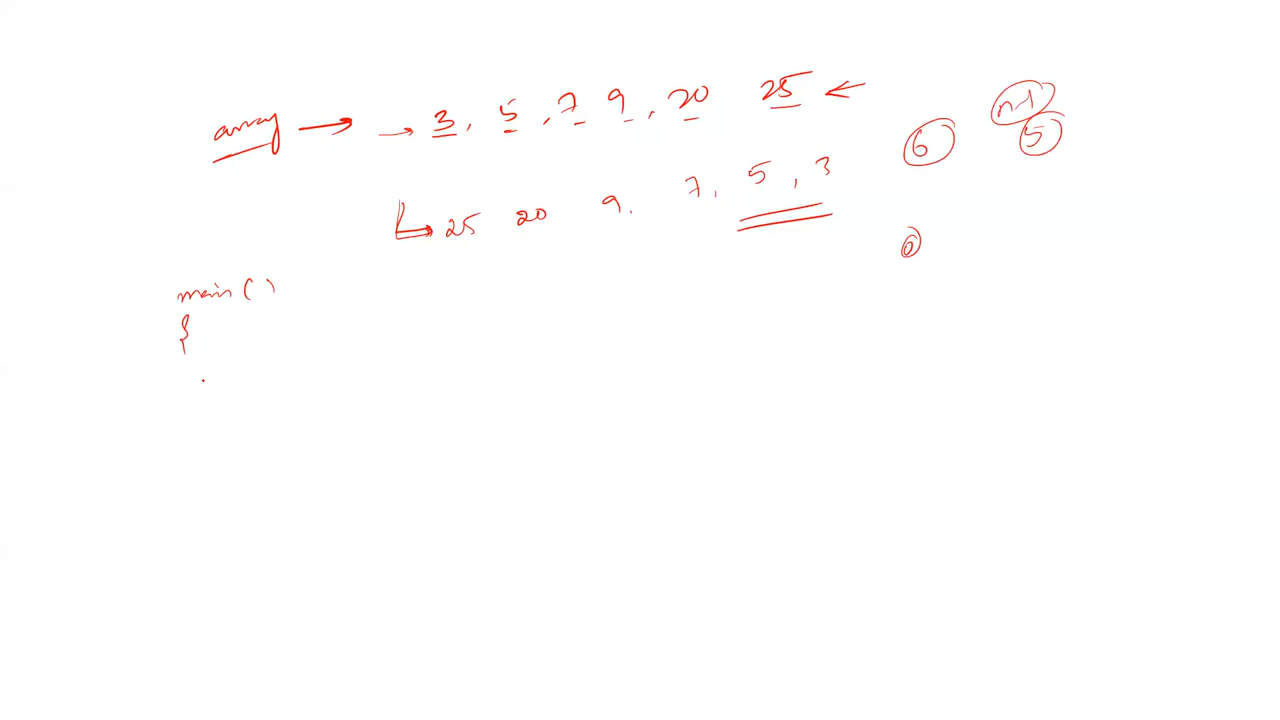 array → → 3, 5, 7 9, 20 25 ←
n-1
6 5
↳ 25 20 9. 7, 5, 3
0
main ( )
{